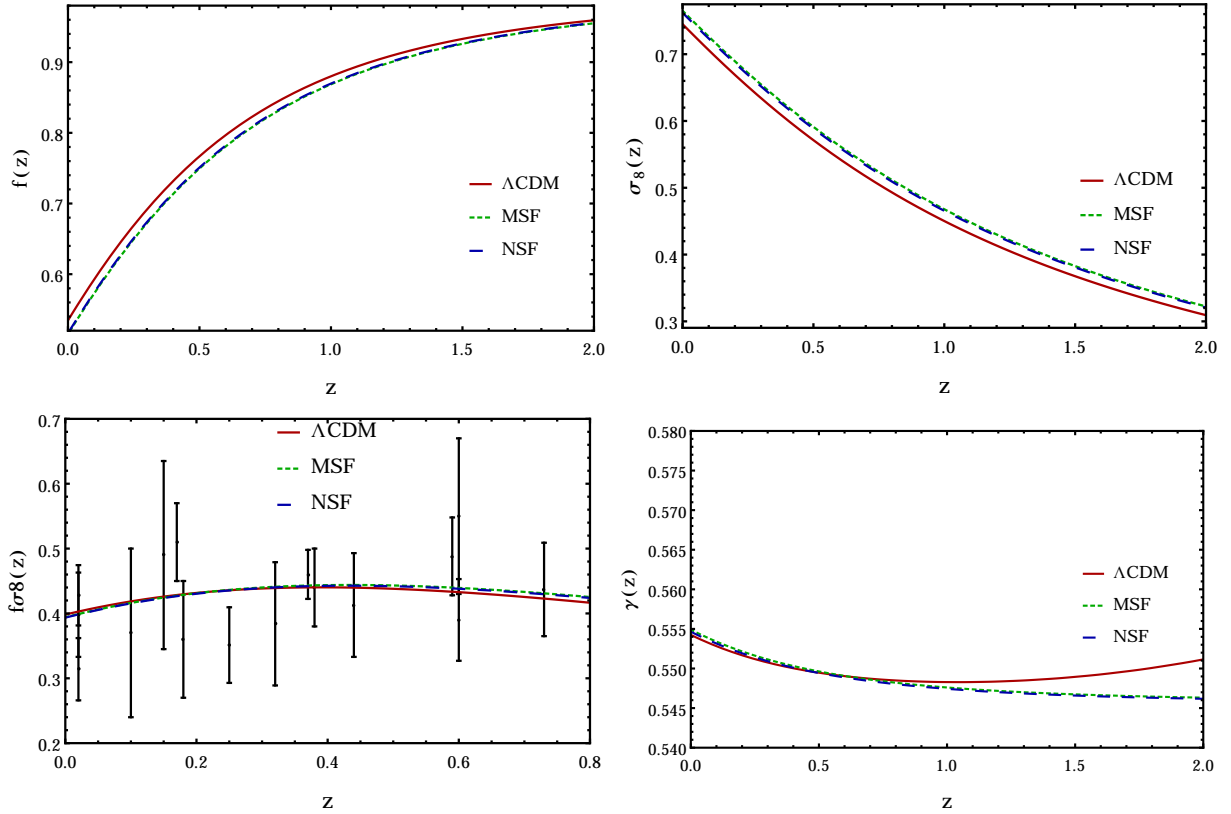 f(z)
0.9
0.8
0.7
0.6
ΛCDM
MSF
NSF
0.0 0.5 1.0 1.5 2.0
z
σ8(z)
0.7
0.6
0.5
0.4
0.3
ΛCDM
MSF
NSF
0.0 0.5 1.0 1.5 2.0
z
fσ8(z)
0.7
0.6
0.5
0.4
0.3
0.2
ΛCDM
MSF
NSF
0.0 0.2 0.4 0.6 0.8
z
γ(z)
0.580
0.575
0.570
0.565
0.560
0.555
0.550
0.545
0.540
ΛCDM
MSF
NSF
0.0 0.5 1.0 1.5 2.0
z